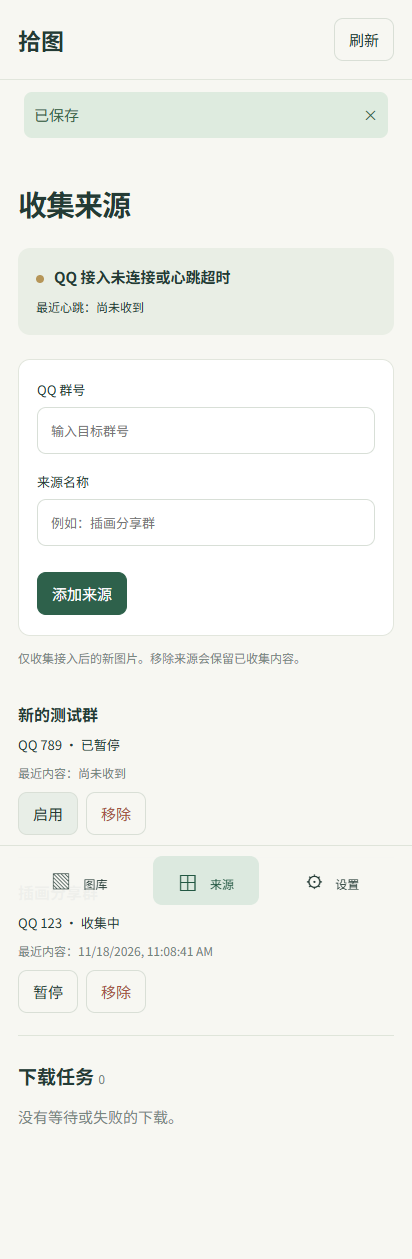 拾图
刷新
已保存
收集来源
QQ 接入未连接或心跳超时
最近心跳：尚未收到
QQ 群号
输入目标群号
来源名称
例如：插画分享群
添加来源
仅收集接入后的新图片。移除来源会保留已收集内容。
新的测试群
QQ 789 · 已暂停
最近内容：尚未收到
启用 移除
图库 来源 设置
插画分享群
QQ 123 · 收集中
最近内容：11/18/2026, 11:08:41 AM
暂停 移除
下载任务 0
没有等待或失败的下载。